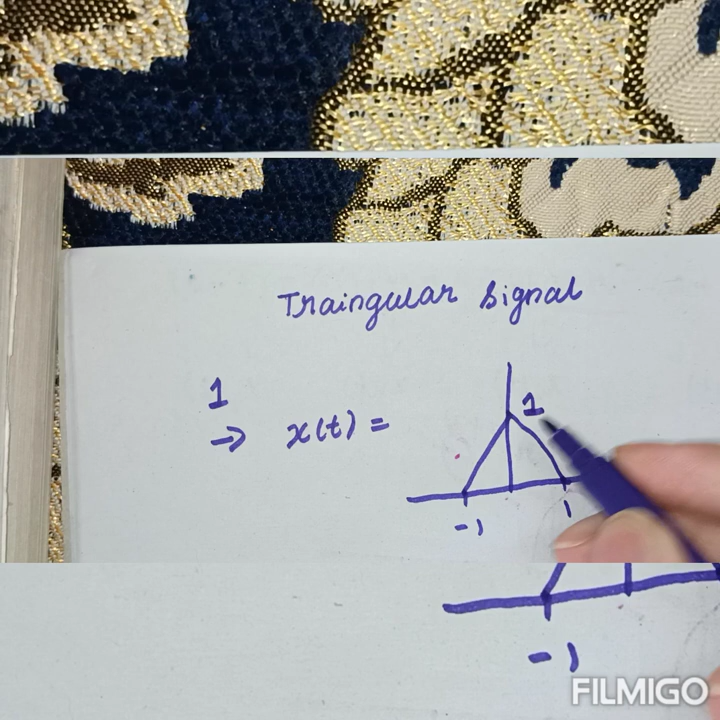 Traingular Signal
1
→ x(t) =
1
-1 1
-1
FILMIGO